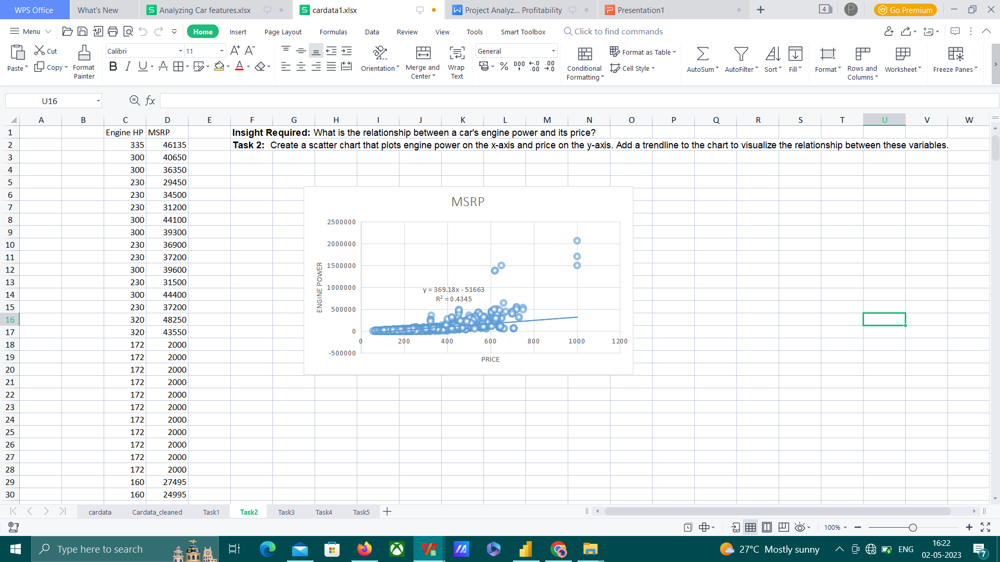 WPS Office What's New Analyzing Car features.xlsx cardata1.xlsx Project Analyz... Profitability Presentation1 4 P Go Premium
Menu Home Insert Page Layout Formulas Data Review View Tools Smart Toolbox Click to find commands
Paste Cut Copy Format Painter
Calibri 11
Orientation Merge and Center Wrap Text
General
Conditional Formatting Format as Table Cell Style
AutoSum AutoFilter Sort Fill Format Rows and Columns Worksheet Freeze Panes
U16 fx
A B C D E F G H I J K L M N O P Q R S T U V W
1 Engine HP MSRP Insight Required: What is the relationship between a car's engine power and its price?
2 335 46135 Task 2: Create a scatter chart that plots engine power on the x-axis and price on the y-axis. Add a trendline to the chart to visualize the relationship between these variables.
3 300 40650
4 300 36350
5 230 29450
6 230 34500
7 230 31200
8 300 44100
9 300 39300
10 230 36900
11 230 37200
12 300 39600
13 230 31500
14 300 44400
15 230 37200
16 320 48250
17 320 43550
18 172 2000
19 172 2000
20 172 2000
21 172 2000
22 172 2000
23 172 2000
24 172 2000
25 172 2000
26 172 2000
27 172 2000
28 172 2000
29 160 27495
30 160 24995
MSRP
2500000
2000000
1500000
1000000
500000
0
-500000
ENGINE POWER
y = 369.18x - 51663
R² = 0.4345
0 200 400 600 800 1000 1200
PRICE
cardata Cardata_cleaned Task1 Task2 Task3 Task4 Task5
100%
Type here to search
27°C Mostly sunny ENG 16:22
02-05-2023 7